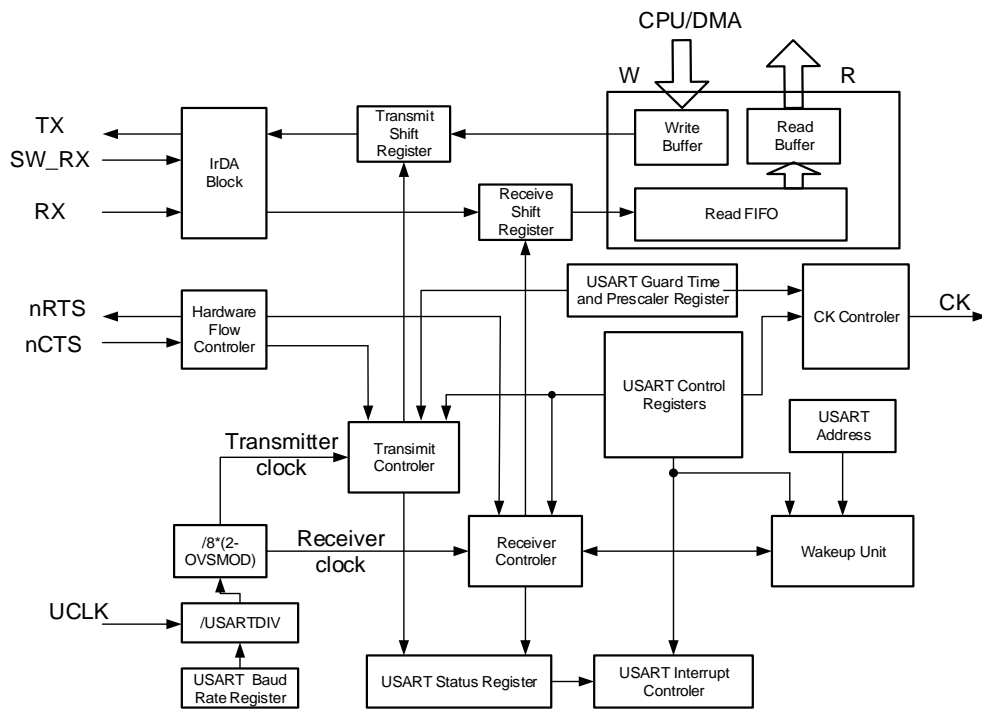 CPU/DMA
W
R
TX
SW_RX
RX
IrDA
Block
Transmit
Shift
Register
Write
Buffer
Read
Buffer
Receive
Shift
Register
Read FIFO
nRTS
nCTS
Hardware
Flow
Controler
USART Guard Time
and Prescaler Register
CK Controler
CK
USART Control
Registers
USART
Address
Transmitter
clock
Transimit
Controler
/8*(2-
OVSMOD)
Receiver
clock
Receiver
Controler
Wakeup Unit
UCLK
/USARTDIV
USART Baud
Rate Register
USART Status Register
USART Interrupt
Controler